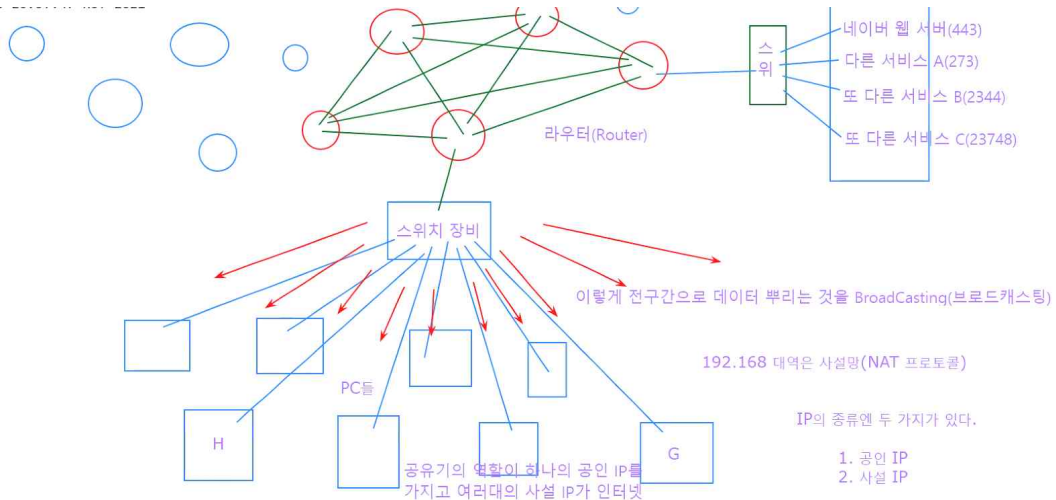 네이버 웹 서버(443)
스
위
다른 서비스 A(273)
또 다른 서비스 B(2344)
라우터(Router)
또 다른 서비스 C(23748)
스위치 장비
이렇게 전구간으로 데이터 뿌리는 것을 BroadCasting(브로드캐스팅)
192.168 대역은 사설망(NAT 프로토콜)
PC들
IP의 종류엔 두 가지가 있다.
H
G
1. 공인 IP
2. 사설 IP
공유기의 역할이 하나의 공인 IP를
가지고 여러대의 사설 IP가 인터넷